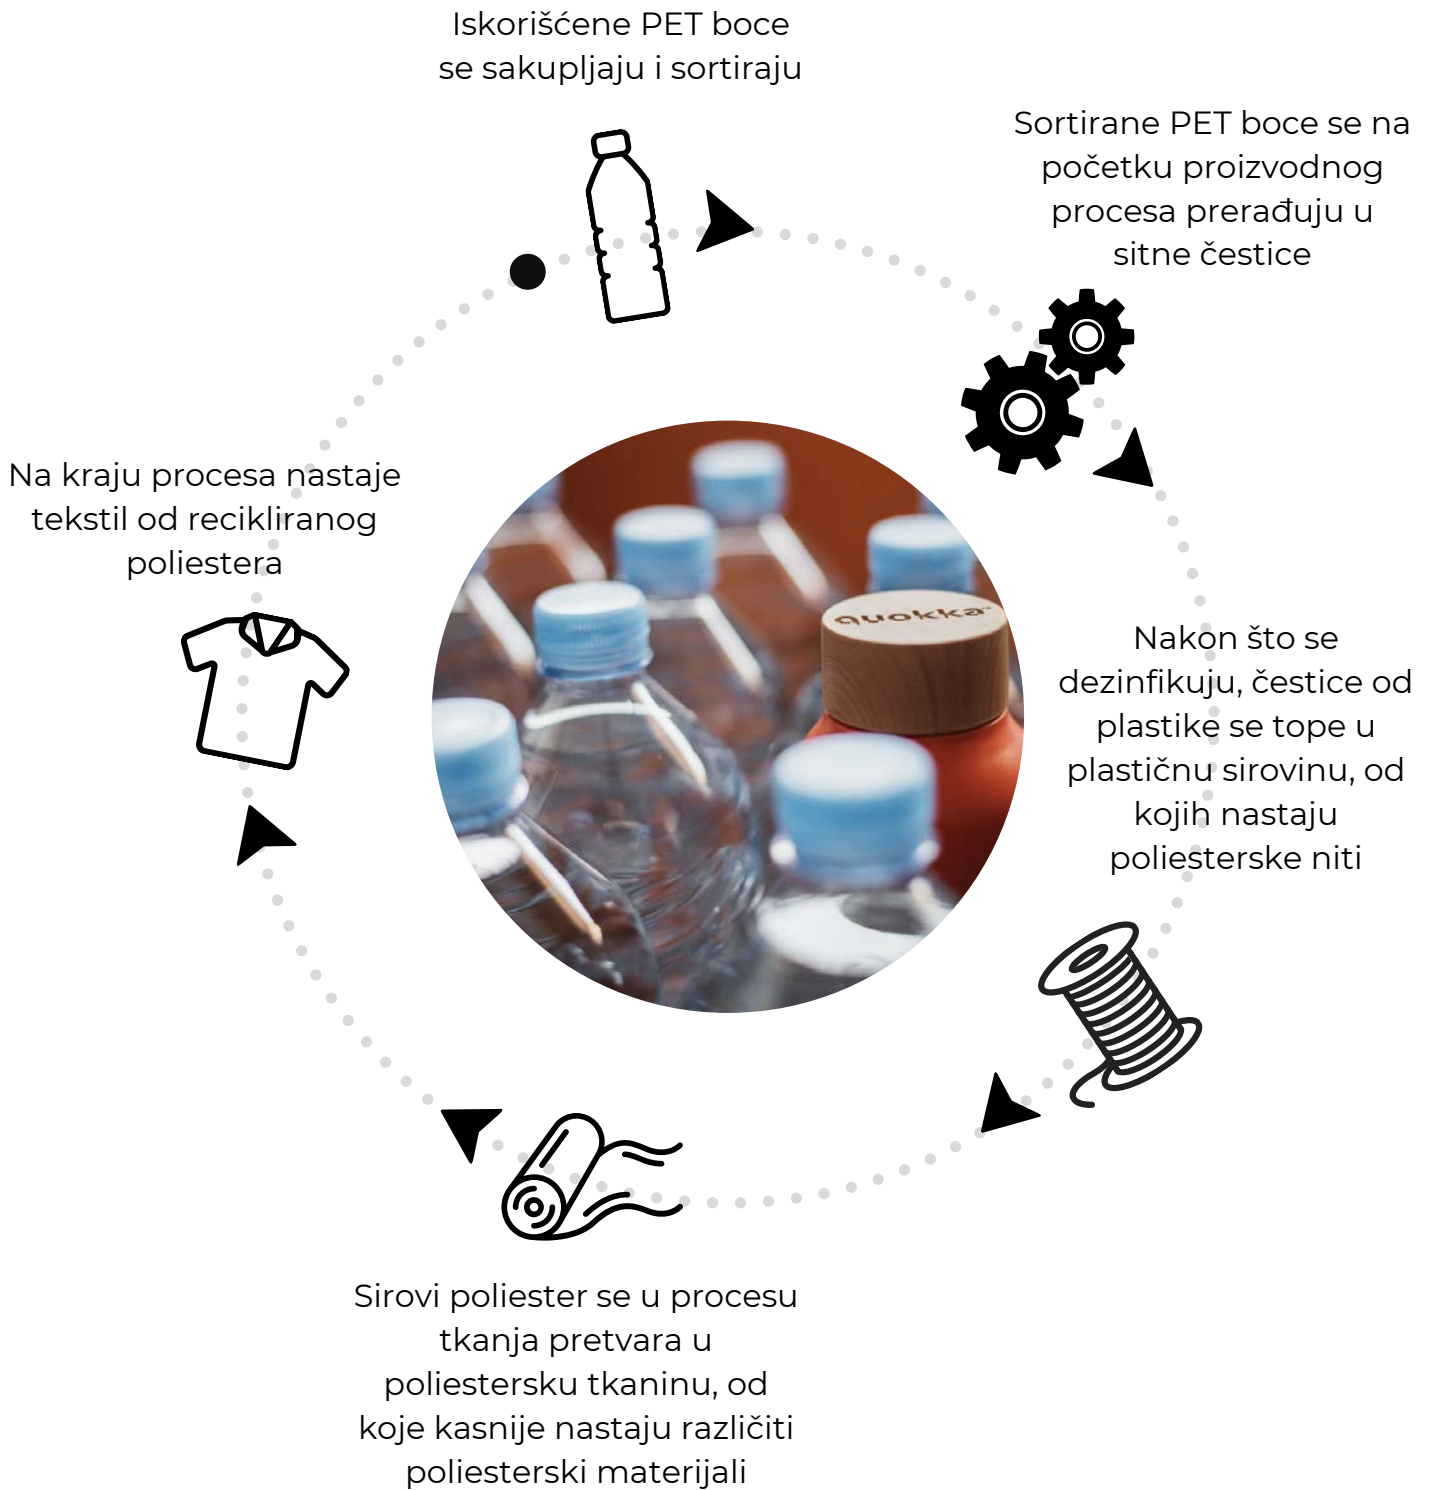 Iskorišćene PET boce
se sakupljaju i sortiraju
Sortirane PET boce se na
početku proizvodnog
procesa prerađuju u
sitne čestice
Nakon što se
dezinfikuju, čestice od
plastike se tope u
plastičnu sirovinu, od
kojih nastaju
poliesterske niti
Sirovi poliester se u procesu
tkanja pretvara u
poliestersku tkaninu, od
koje kasnije nastaju različiti
poliesterski materijali
Na kraju procesa nastaje
tekstil od recikliranog
poliestera
quokka